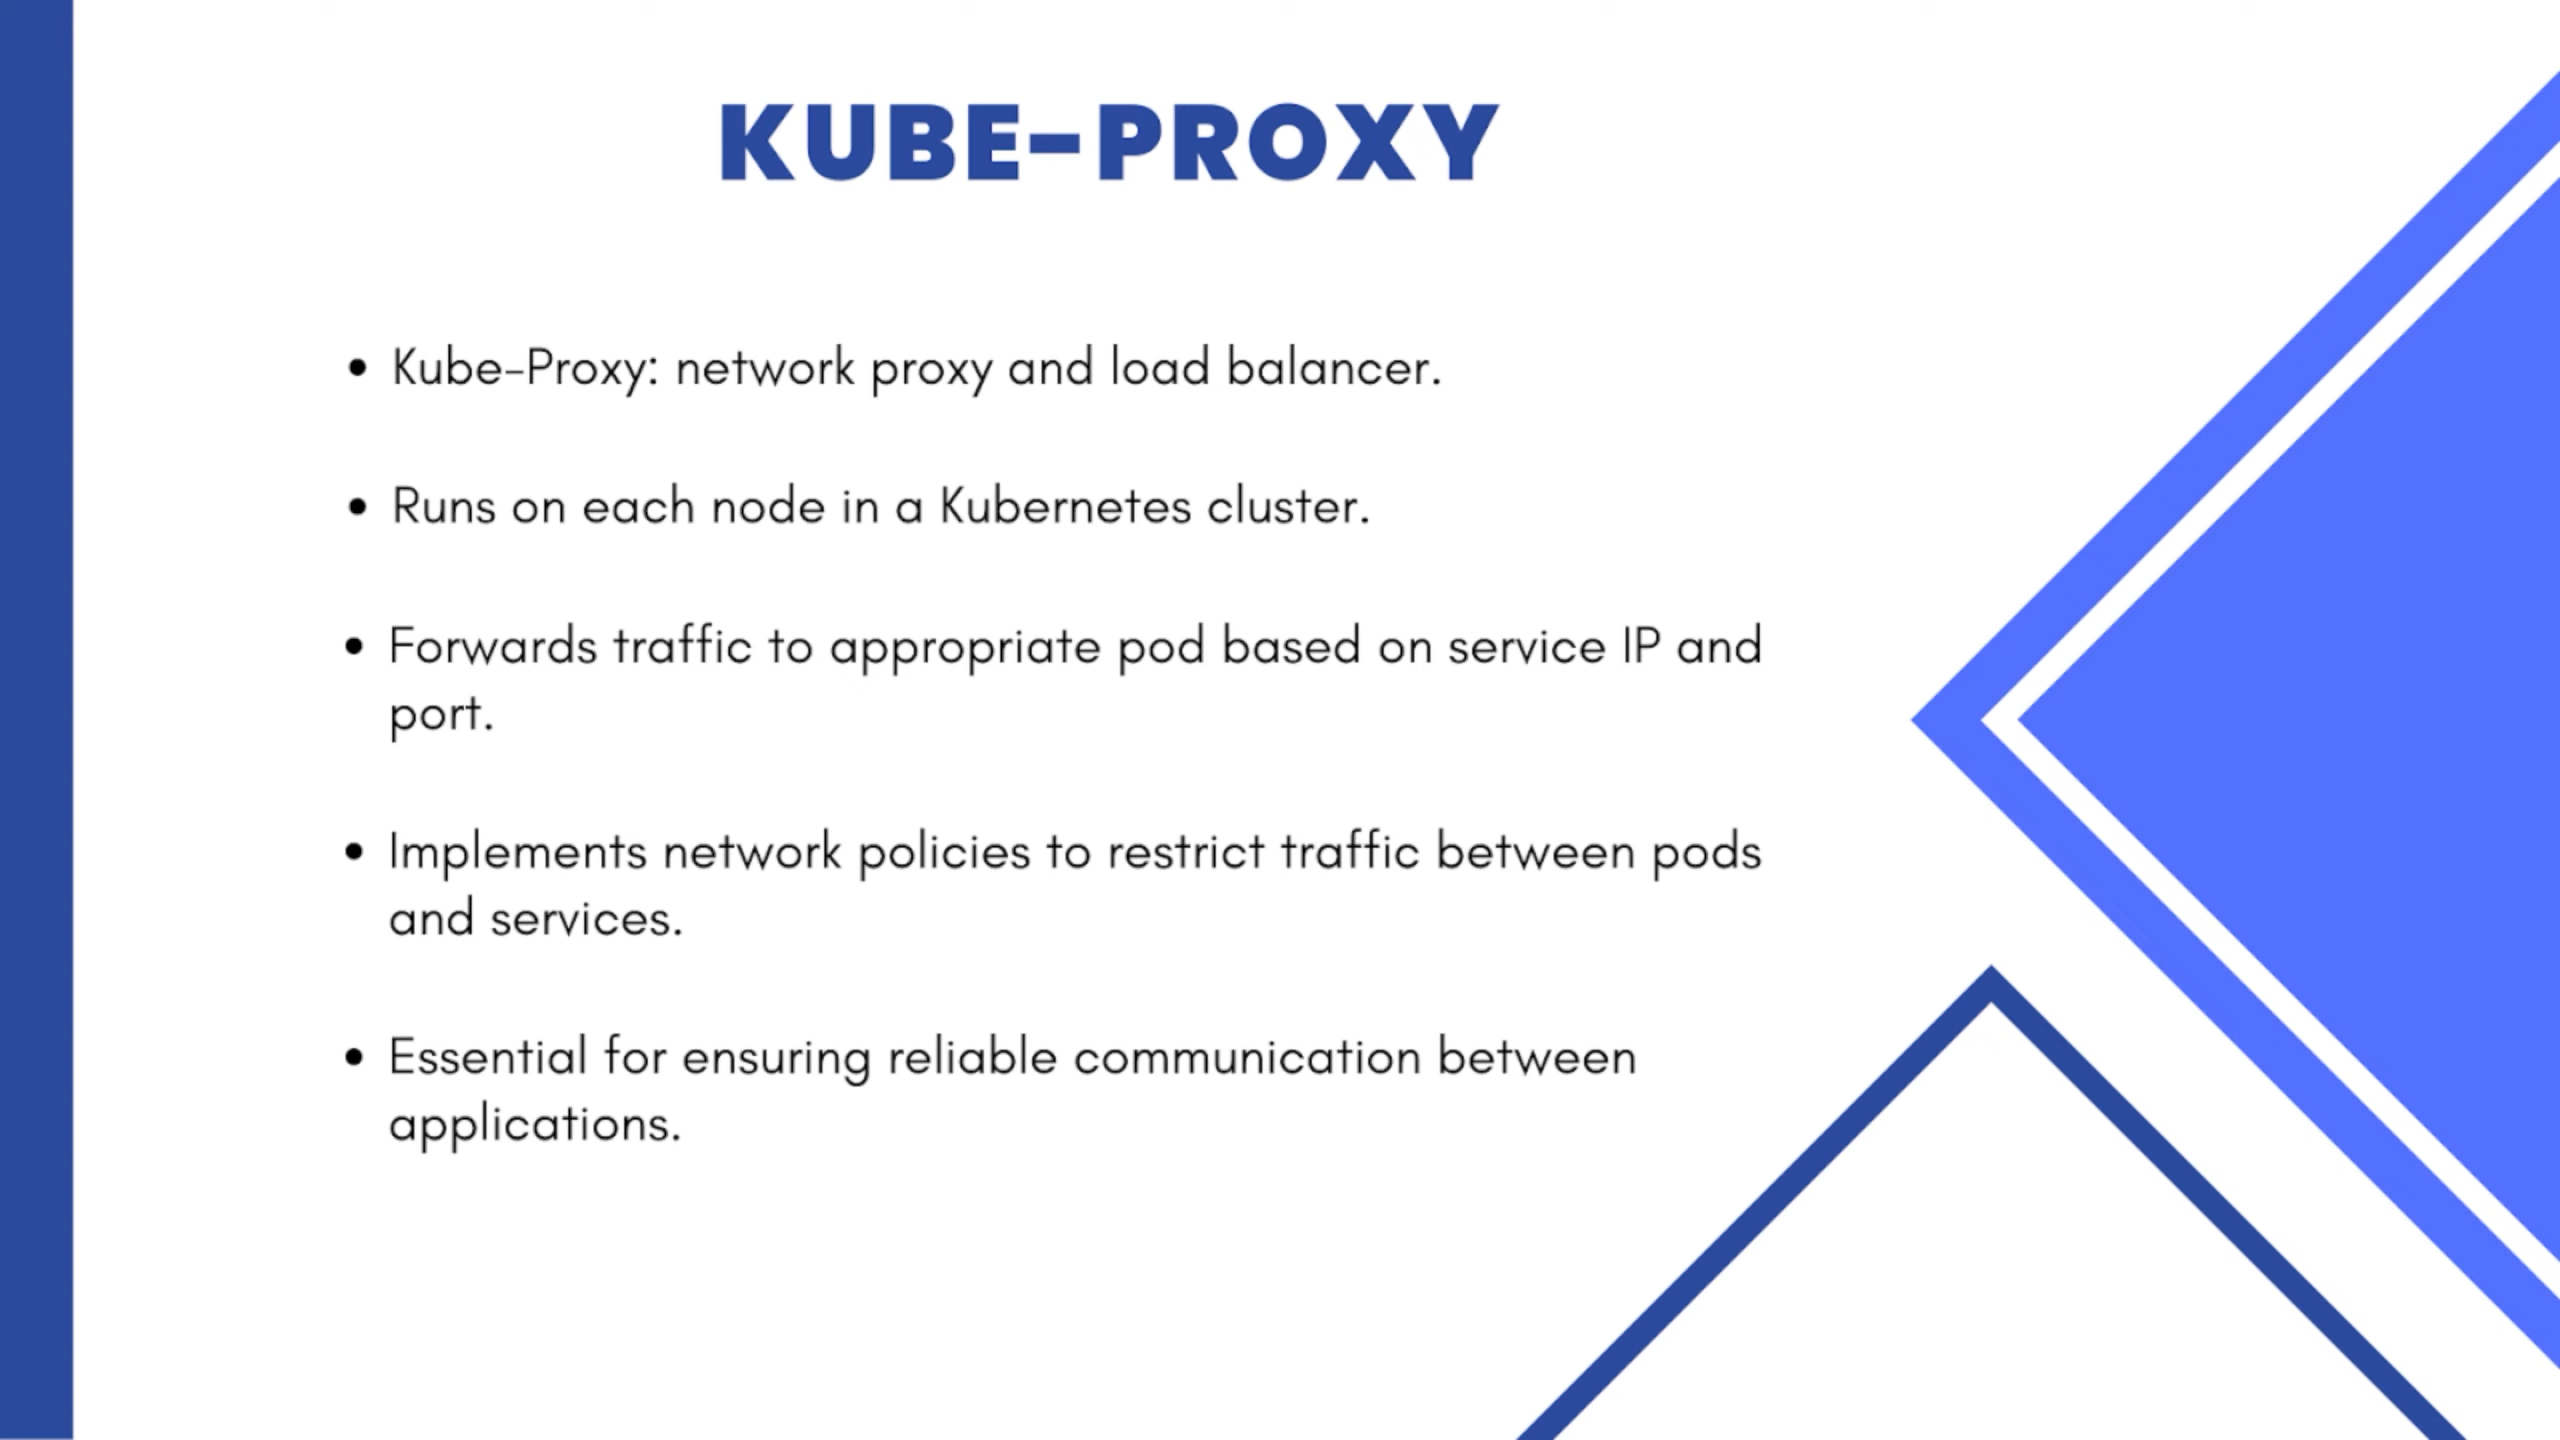 KUBE-PROXY
• Kube-Proxy: network proxy and load balancer.
• Runs on each node in a Kubernetes cluster.
• Forwards traffic to appropriate pod based on service IP and
port.
• Implements network policies to restrict traffic between pods
and services.
• Essential for ensuring reliable communication between
applications.